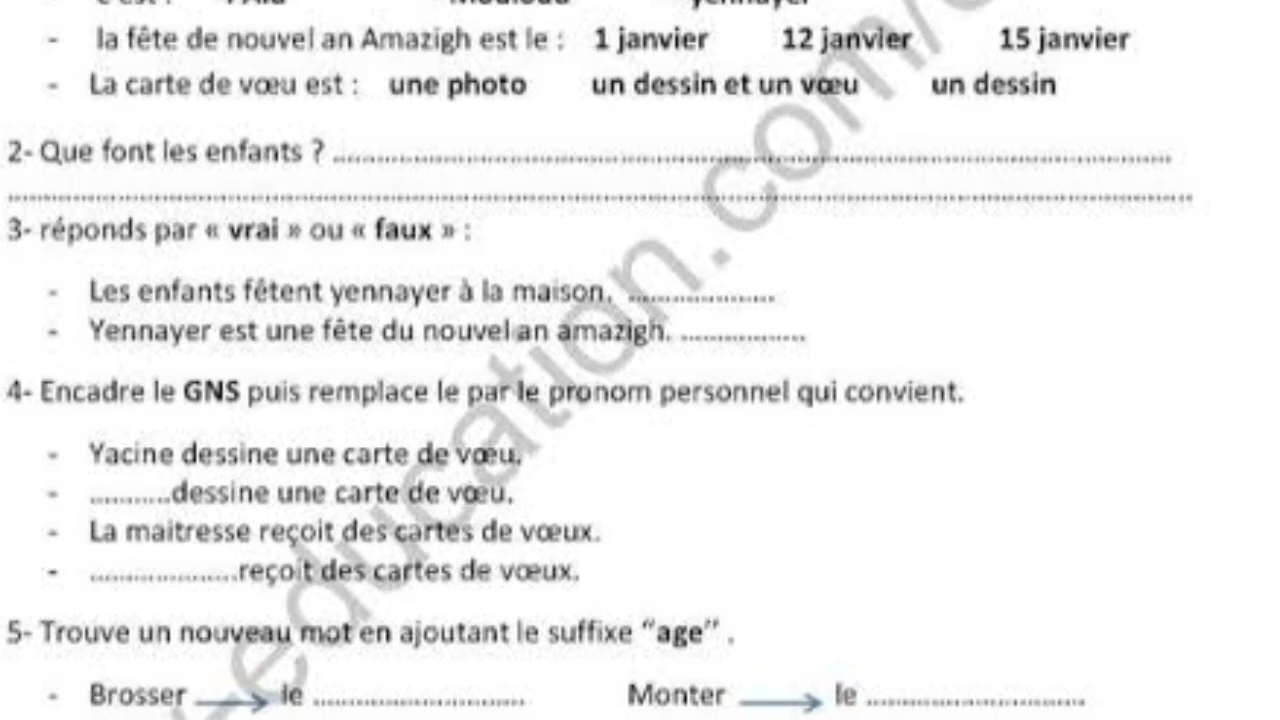 - la fête de nouvel an Amazigh est le : 1 janvier 12 janvier 15 janvier
- La carte de vœu est : une photo un dessin et un vœu un dessin
2- Que font les enfants ? ....................
....................
3- réponds par « vrai » ou « faux » :
- Les enfants fêtent yennayer à la maison. ....................
- Yennayer est une fête du nouvel an amazigh. .................
4- Encadre le GNS puis remplace le par le pronom personnel qui convient.
- Yacine dessine une carte de vœu.
- ...........dessine une carte de vœu.
- La maitresse reçoit des cartes de vœux.
- ....................reçoit des cartes de vœux.
5- Trouve un nouveau mot en ajoutant le suffixe “age” .
- Brosser → le .................... Monter → le ....................
education.com/